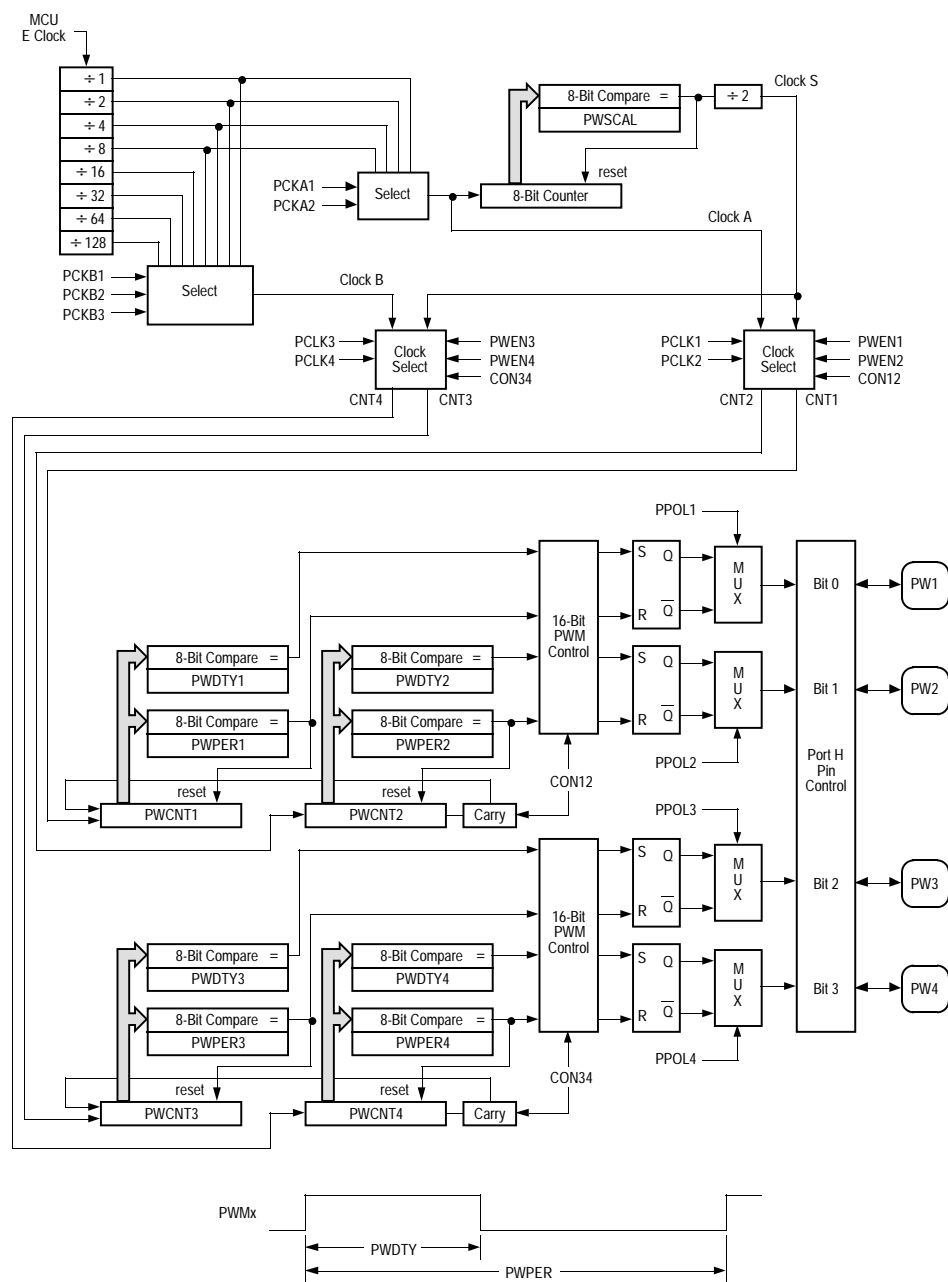 MCU
E Clock
÷ 1
÷ 2
÷ 4
÷ 8
÷ 16
÷ 32
÷ 64
÷ 128
PCKA1
PCKA2
Select
8-Bit Compare =
PWSCAL
÷ 2
Clock S
reset
8-Bit Counter
Clock A
PCKB1
PCKB2
PCKB3
Select
Clock B
PCLK3
PCLK4
Clock
Select
PWEN3
PWEN4
CON34
CNT4
CNT3
PCLK1
PCLK2
Clock
Select
PWEN1
PWEN2
CON12
CNT2
CNT1
PPOL1
S Q
R Q
MUX
16-Bit
PWM
Control
Bit 0
PW1
8-Bit Compare =
PWDTY1
8-Bit Compare =
PWDTY2
S Q
R Q
MUX
Bit 1
PW2
8-Bit Compare =
PWPER1
8-Bit Compare =
PWPER2
PPOL2
Port H
Pin
Control
CON12
reset
PWCNT1
reset
PWCNT2
Carry
PPOL3
S Q
R Q
MUX
16-Bit
PWM
Control
Bit 2
PW3
8-Bit Compare =
PWDTY3
8-Bit Compare =
PWDTY4
S Q
R Q
MUX
Bit 3
PW4
8-Bit Compare =
PWPER3
8-Bit Compare =
PWPER4
PPOL4
CON34
reset
PWCNT3
reset
PWCNT4
Carry
PWMx
PWDTY
PWPER